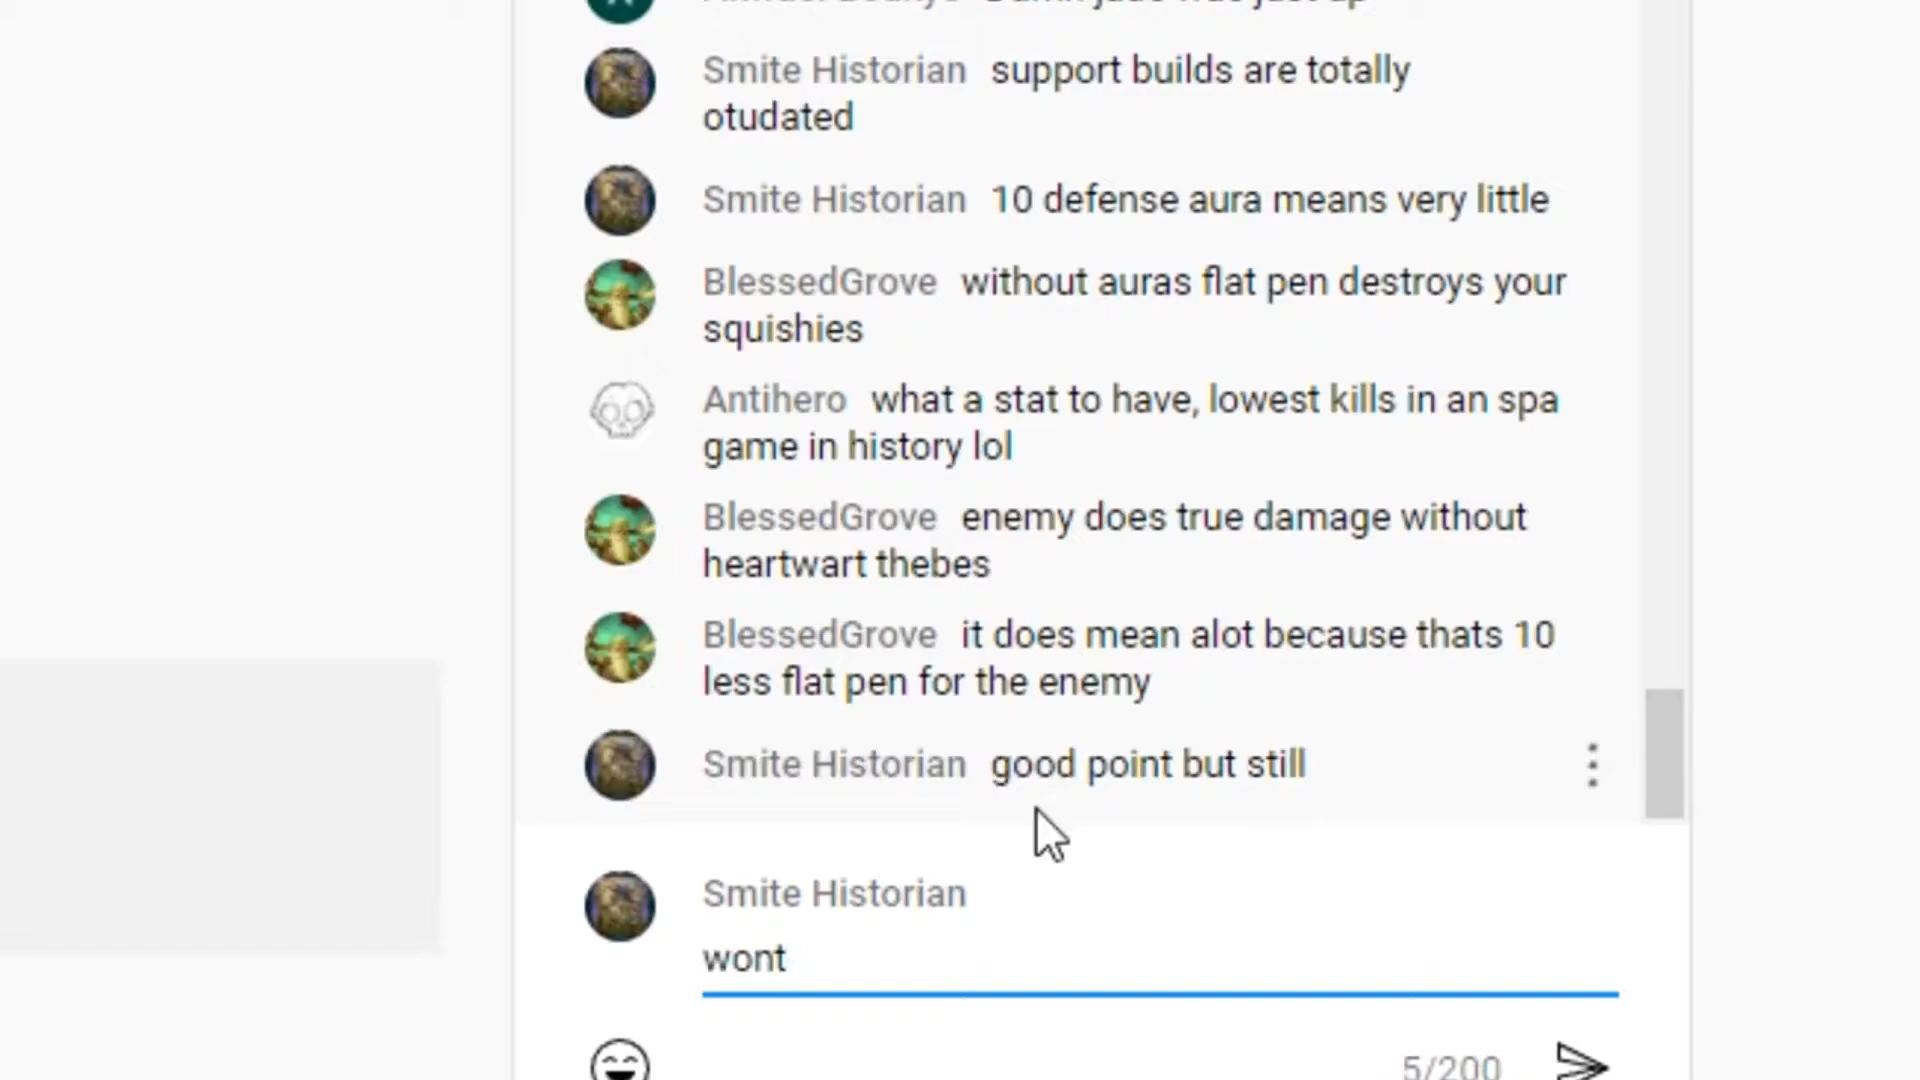 Smite Historian support builds are totally
otudated
Smite Historian 10 defense aura means very little
BlessedGrove without auras flat pen destroys your
squishies
Antihero what a stat to have, lowest kills in an spa
game in history lol
BlessedGrove enemy does true damage without
heartwart thebes
BlessedGrove it does mean alot because thats 10
less flat pen for the enemy
Smite Historian good point but still
Smite Historian
wont
5/200